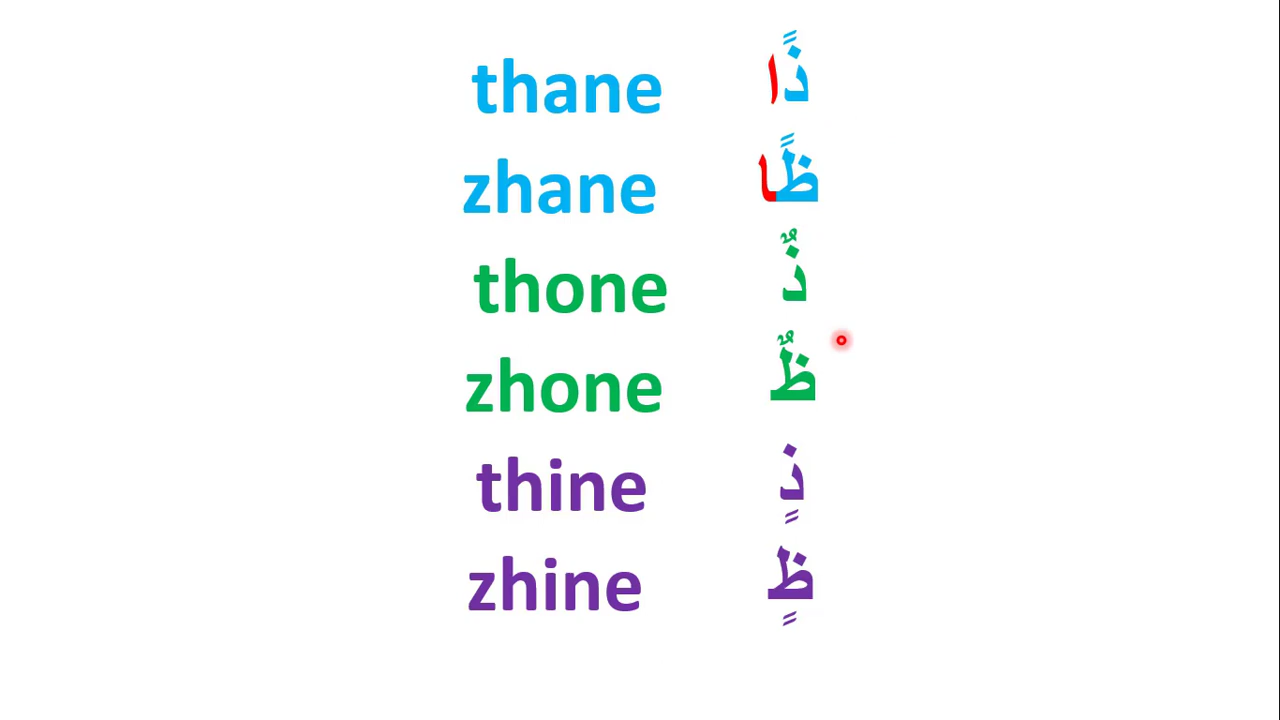 thane ذًا
zhane ظًا
thone ذٌ
zhone ظٌ
thine ذٍ
zhine ظٍ